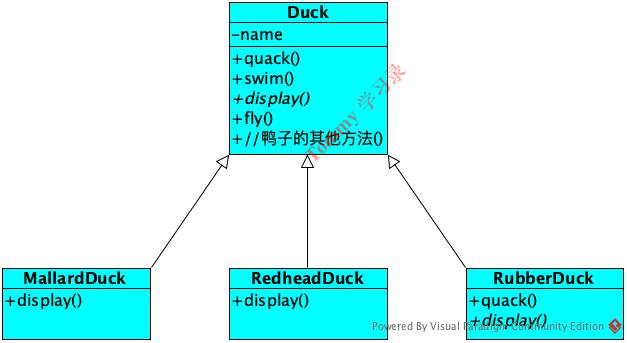 Duck
-name
+quack()
+swim()
+display()
+fly()
+//鸭子的其他方法()
Tommy 学习录
MallardDuck
+display()
RedheadDuck
+display()
RubberDuck
+quack()
+display()
Powered By Visual Paradigm Community Edition